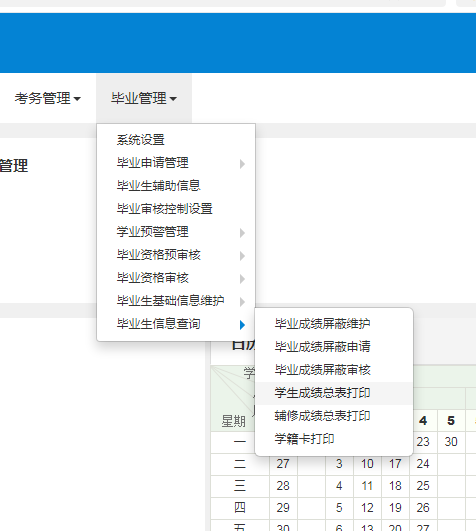 考务管理 毕业管理
管理
系统设置
毕业申请管理
毕业生辅助信息
毕业审核控制设置
学业预警管理
毕业资格预审核
毕业资格审核
毕业生基础信息维护
毕业生信息查询
毕业成绩屏蔽维护
毕业成绩屏蔽申请
毕业成绩屏蔽审核
学生成绩总表打印
辅修成绩总表打印
学籍卡打印
日历
学
星期 4 5
一 23 30
二 27 3 10 17 24
三 28 4 11 18 25
四 29 5 12 19 26
五 30 6 13 20 27